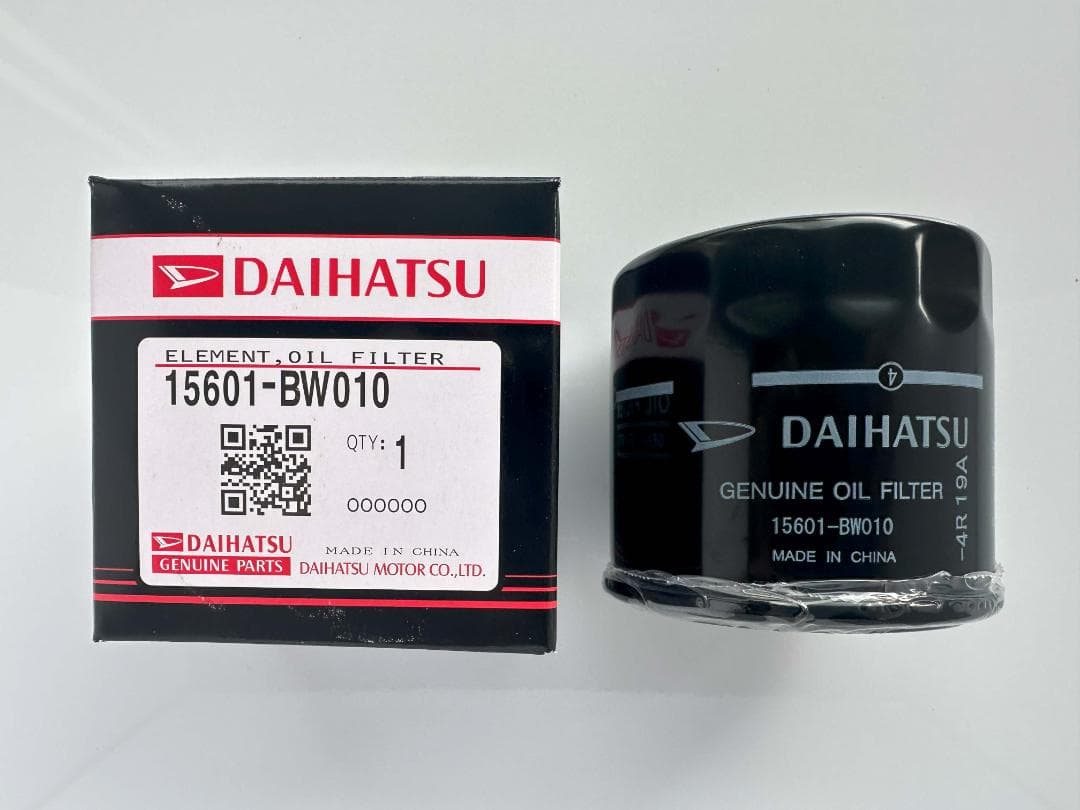 DAIHATSU
ELEMENT,OIL FILTER
15601-BW010
QTY: 1
000000
DAIHATSU
GENUINE PARTS
MADE IN CHINA
DAIHATSU MOTOR CO.,LTD.
4
DAIHATSU
GENUINE OIL FILTER
15601-BW010
MADE IN CHINA
-4R 19A